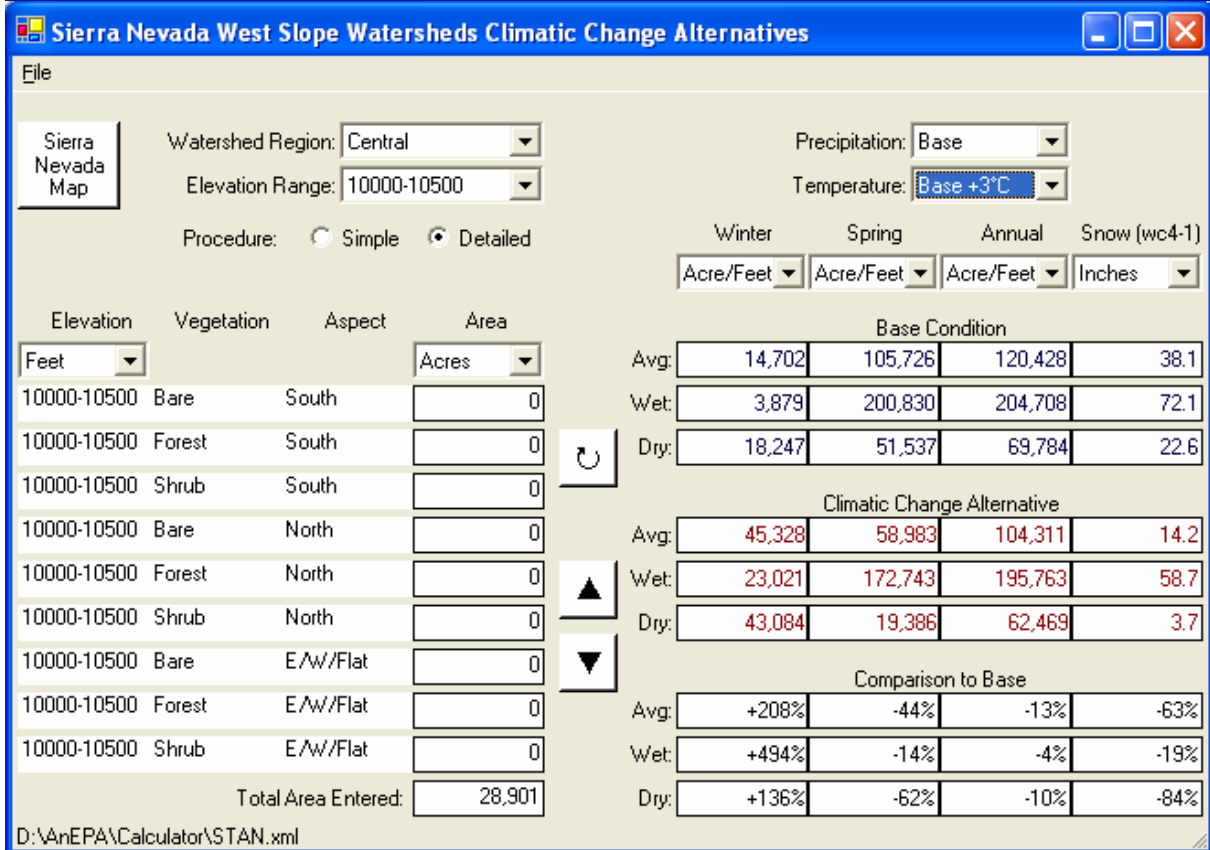 Sierra Nevada West Slope Watersheds Climatic Change Alternatives
File
Sierra Nevada Map
Watershed Region: Central
Elevation Range: 10000-10500
Procedure: Simple Detailed
Precipitation: Base
Temperature: Base +3°C
Winter Spring Annual Snow (wc4-1)
Acre/Feet Acre/Feet Acre/Feet Inches
Elevation Vegetation Aspect Area
Feet Acres
10000-10500 Bare South 0
10000-10500 Forest South 0
10000-10500 Shrub South 0
10000-10500 Bare North 0
10000-10500 Forest North 0
10000-10500 Shrub North 0
10000-10500 Bare E/W/Flat 0
10000-10500 Forest E/W/Flat 0
10000-10500 Shrub E/W/Flat 0
Total Area Entered: 28,901
Base Condition
Avg: 14,702 105,726 120,428 38.1
Wet: 3,879 200,830 204,708 72.1
Dry: 18,247 51,537 69,784 22.6
Climatic Change Alternative
Avg: 45,328 58,983 104,311 14.2
Wet: 23,021 172,743 195,763 58.7
Dry: 43,084 19,386 62,469 3.7
Comparison to Base
Avg: +208% -44% -13% -63%
Wet: +494% -14% -4% -19%
Dry: +136% -62% -10% -84%
D:\AnEPA\Calculator\STAN.xml